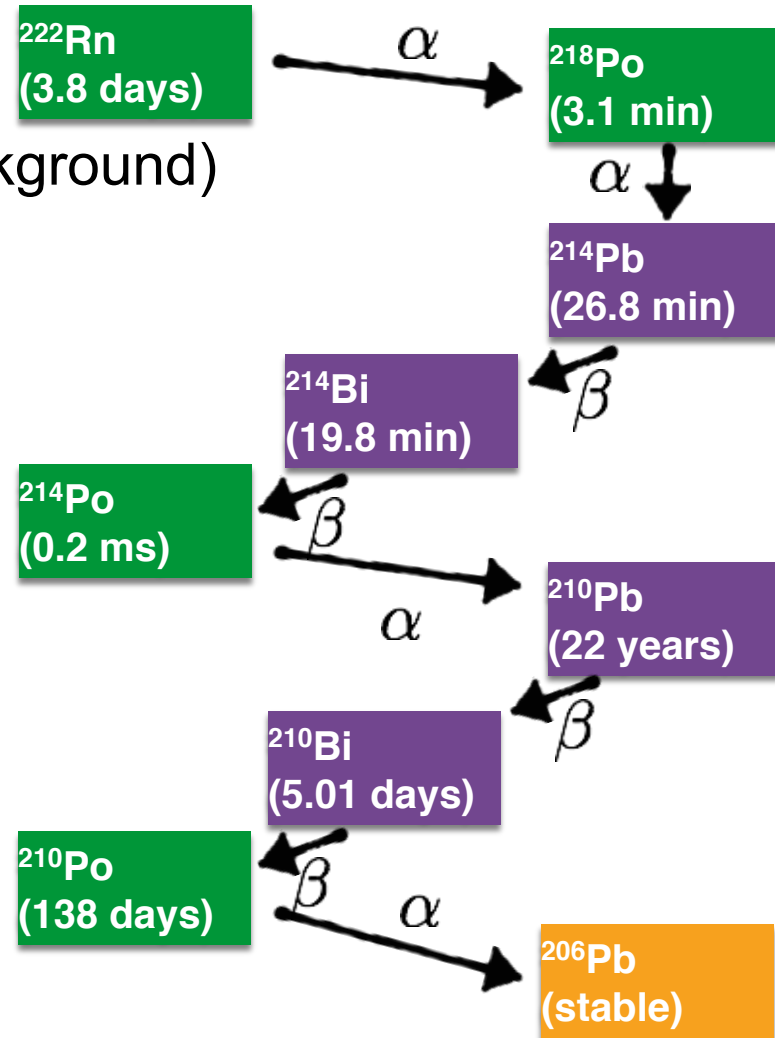 ²²²Rn
(3.8 days)
α
²¹⁸Po
(3.1 min)
kground)
α
²¹⁴Pb
(26.8 min)
β
²¹⁴Bi
(19.8 min)
β
²¹⁴Po
(0.2 ms)
α
²¹⁰Pb
(22 years)
β
²¹⁰Bi
(5.01 days)
β
²¹⁰Po
(138 days)
α
²⁰⁶Pb
(stable)